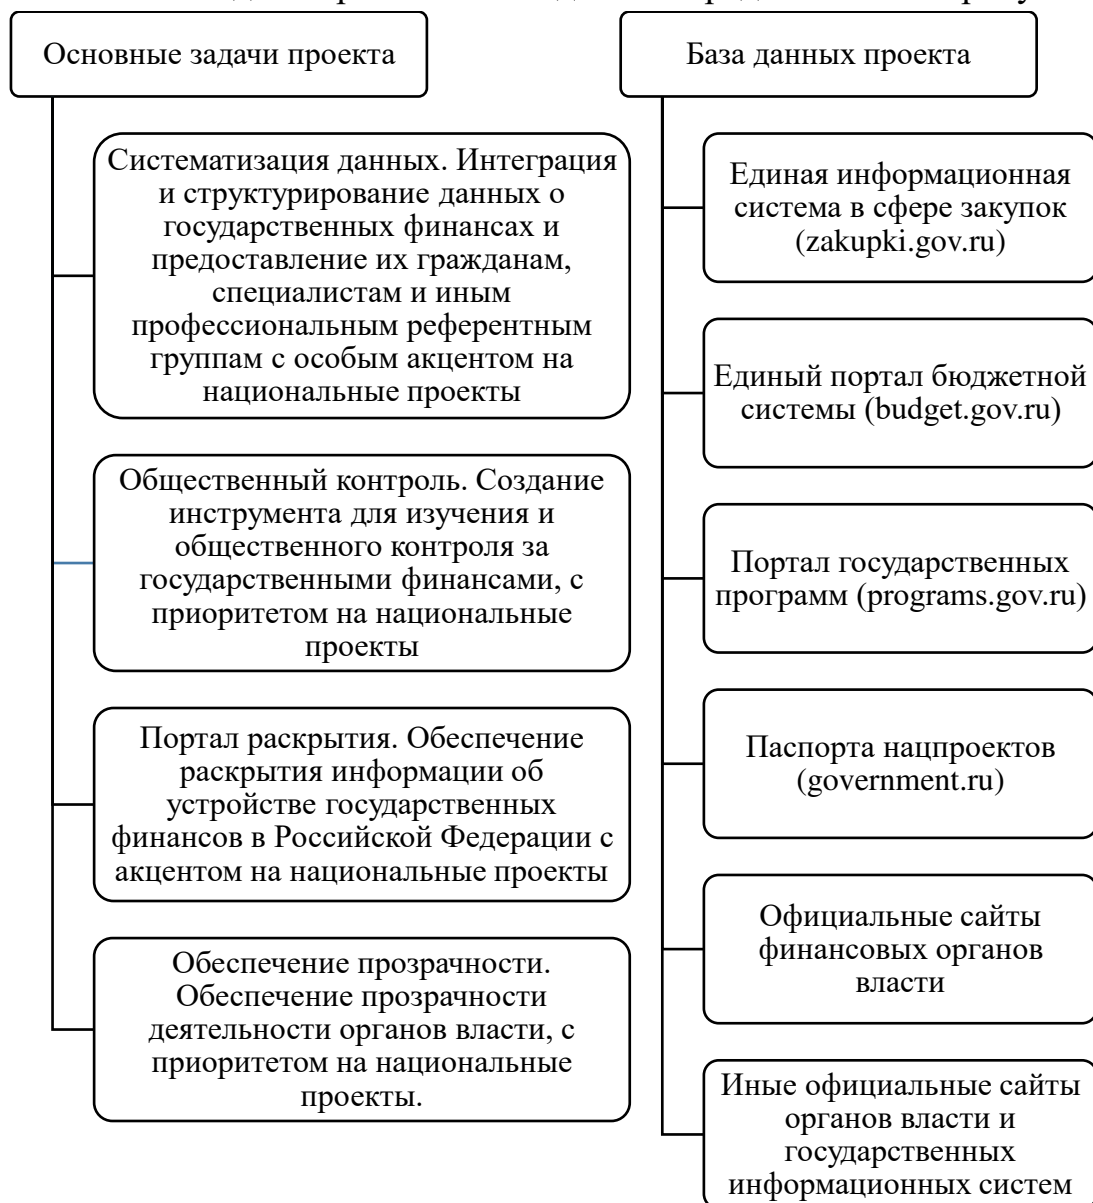 Основные задачи проекта
Систематизация данных. Интеграция
и структурирование данных о
государственных финансах и
предоставление их гражданам,
специалистам и иным
профессиональным референтным
группам с особым акцентом на
национальные проекты
Общественный контроль. Создание
инструмента для изучения и
общественного контроля за
государственными финансами, с
приоритетом на национальные
проекты
Портал раскрытия. Обеспечение
раскрытия информации об
устройстве государственных
финансов в Российской Федерации с
акцентом на национальные проекты
Обеспечение прозрачности.
Обеспечение прозрачности
деятельности органов власти, с
приоритетом на национальные
проекты.
База данных проекта
Единая информационная
система в сфере закупок
(zakupki.gov.ru)
Единый портал бюджетной
системы (budget.gov.ru)
Портал государственных
программ (programs.gov.ru)
Паспорта нацпроектов
(government.ru)
Официальные сайты
финансовых органов
власти
Иные официальные сайты
органов власти и
государственных
информационных систем